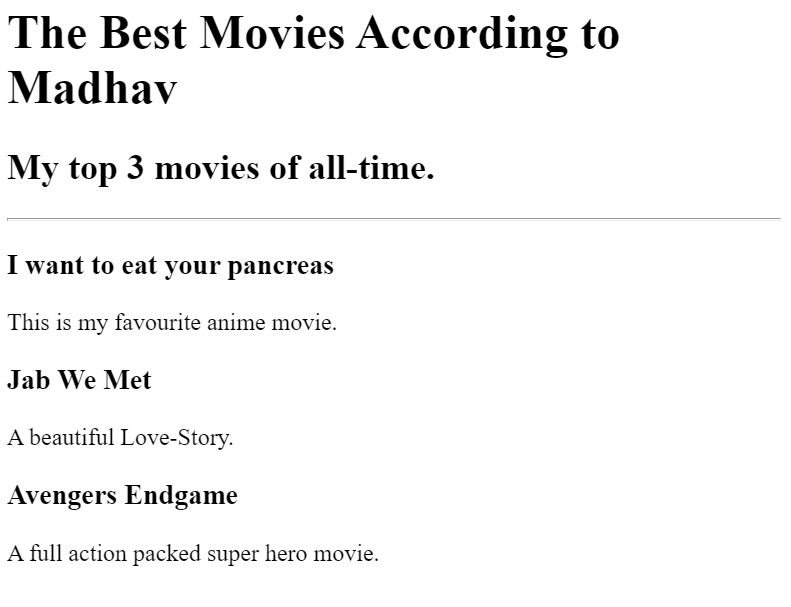 The Best Movies According to
Madhav
My top 3 movies of all-time.
I want to eat your pancreas
This is my favourite anime movie.
Jab We Met
A beautiful Love-Story.
Avengers Endgame
A full action packed super hero movie.